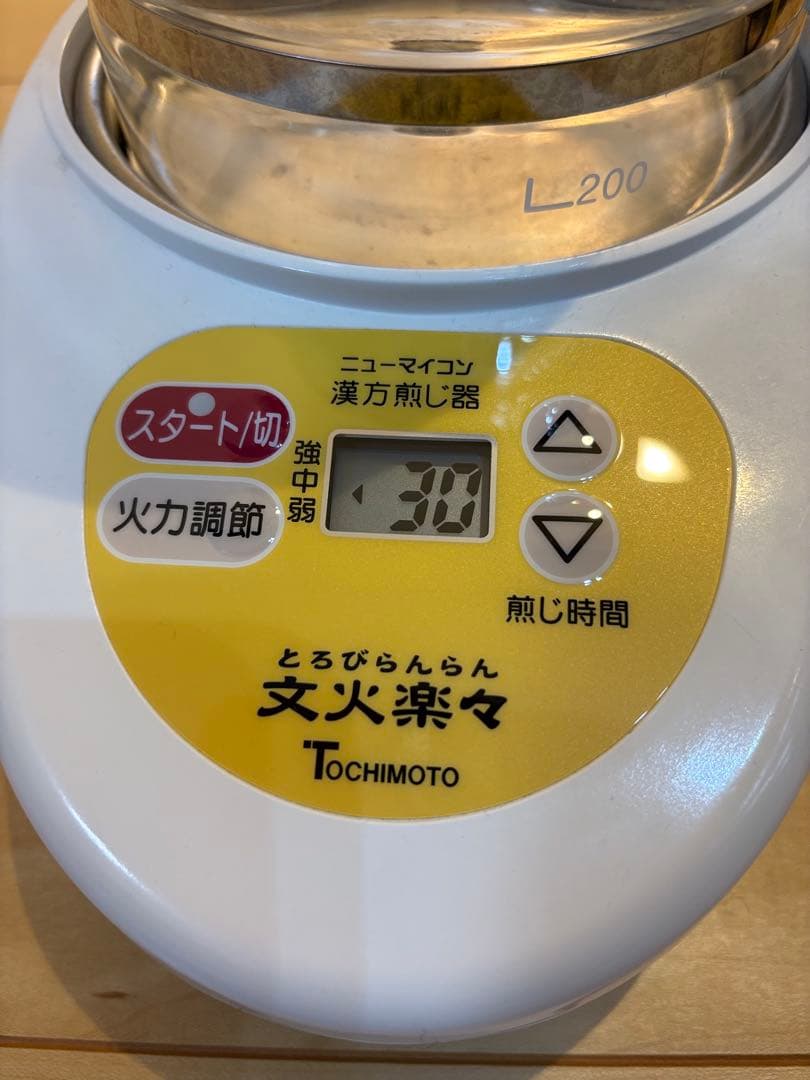 200
ニューマイコン
漢方煎じ器
スタート/切
強
中
弱
30
火力調節
煎じ時間
とろびらんらん
文火楽々
TOCHIMOTO